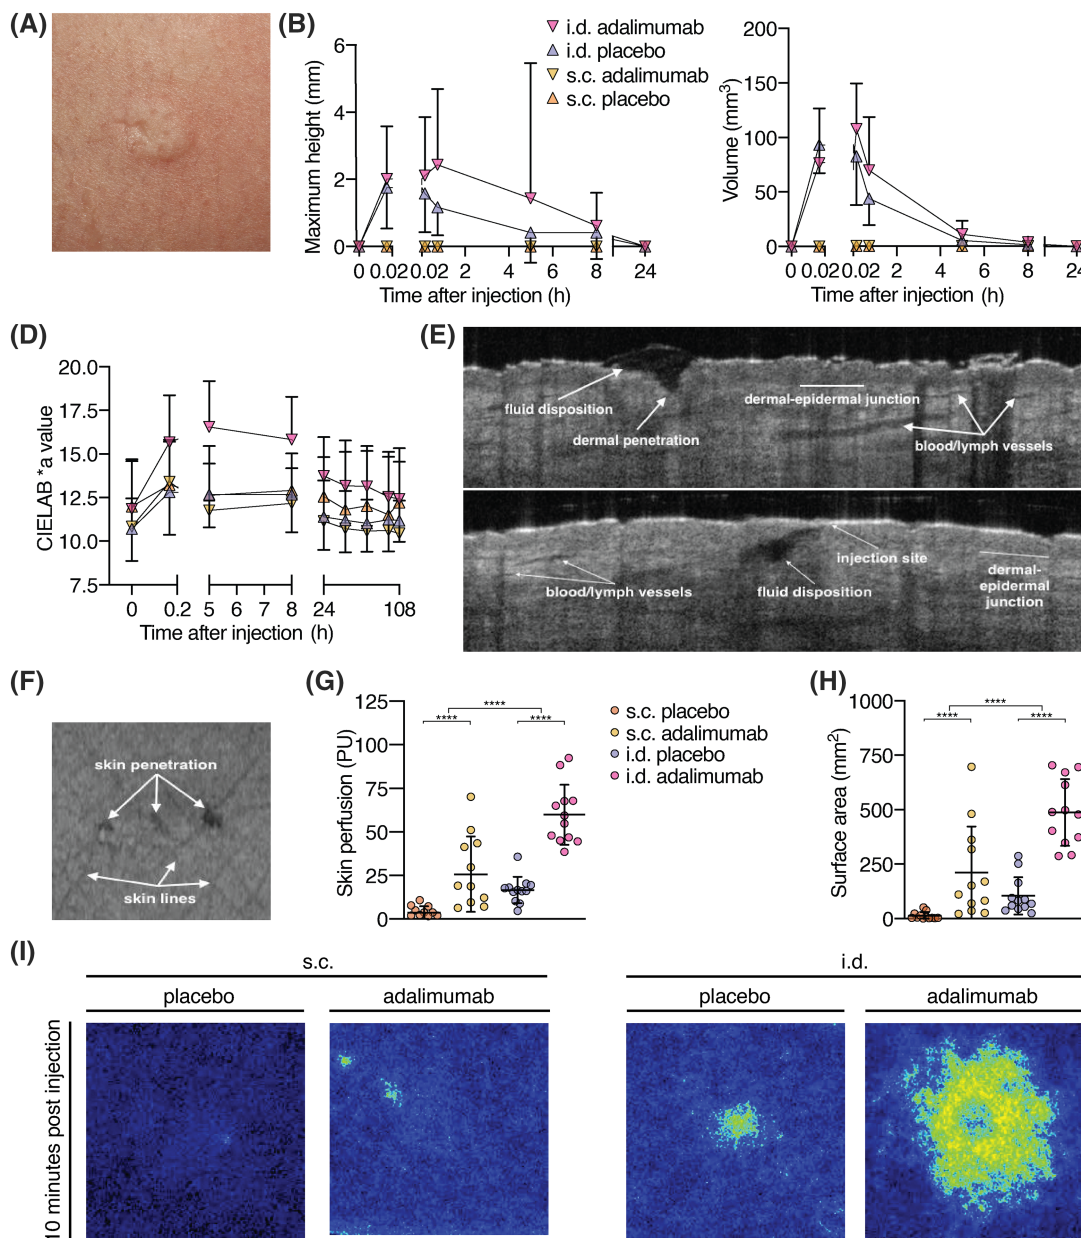 (A)
(B)
i.d. adalimumab
i.d. placebo
s.c. adalimumab
s.c. placebo
Maximum height (mm)
6
4
2
0
0 0.02 0.02 2 4 6 8 24
Time after injection (h)
Volume (mm3)
200
150
100
50
0
0 0.02 0.02 2 4 6 8 24
Time after injection (h)
(D)
CIELAB *a value
20.0
17.5
15.0
12.5
10.0
7.5
0 0.2 5 6 7 8 24 108
Time after injection (h)
(E)
fluid disposition
dermal penetration
dermal-epidermal junction
blood/lymph vessels
injection site
blood/lymph vessels
fluid disposition
dermal-
epidermal
junction
(F)
skin penetration
skin lines
(G)
Skin perfusion (PU)
125
100
75
50
25
0
****
**** ****
s.c. placebo
s.c. adalimumab
i.d. placebo
i.d. adalimumab
(H)
Surface area (mm2)
1000
750
500
250
0
****
**** ****
(I)
s.c. i.d.
placebo adalimumab placebo adalimumab
10 minutes post injection